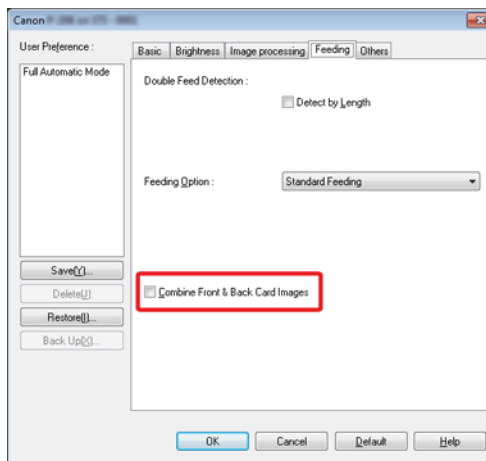 Canon
User Preference :
Full Automatic Mode
Save(Y)...
Delete(J)
Restore(I)...
Back Up(X)...
Basic Brightness Image processing Feeding Others
Double Feed Detection :
Detect by Length
Feeding Option : Standard Feeding
Combine Front & Back Card Images
OK Cancel Default Help